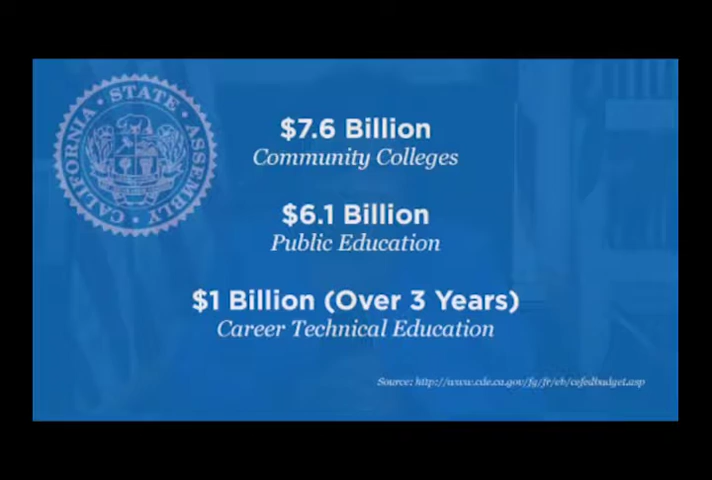 CALIFORNIA · STATE · ASSEMBLY ·
$7.6 Billion
Community Colleges
$6.1 Billion
Public Education
$1 Billion (Over 3 Years)
Career Technical Education
Source: http://www.cde.ca.gov/fg/fr/eb/cefedbudget.asp